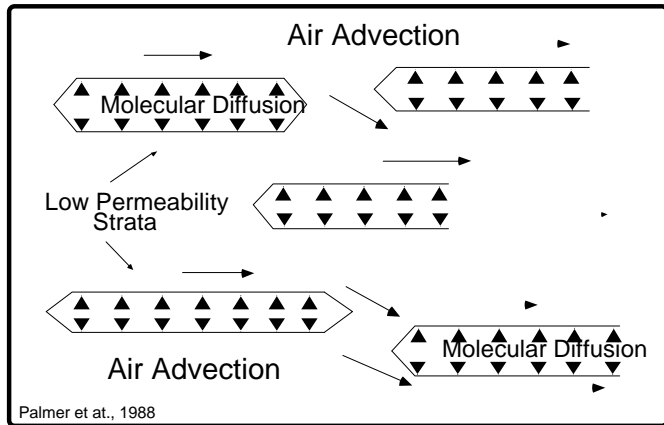 Air Advection
Molecular Diffusion
Low Permeability
Strata
Molecular Diffusion
Air Advection
Palmer et at., 1988